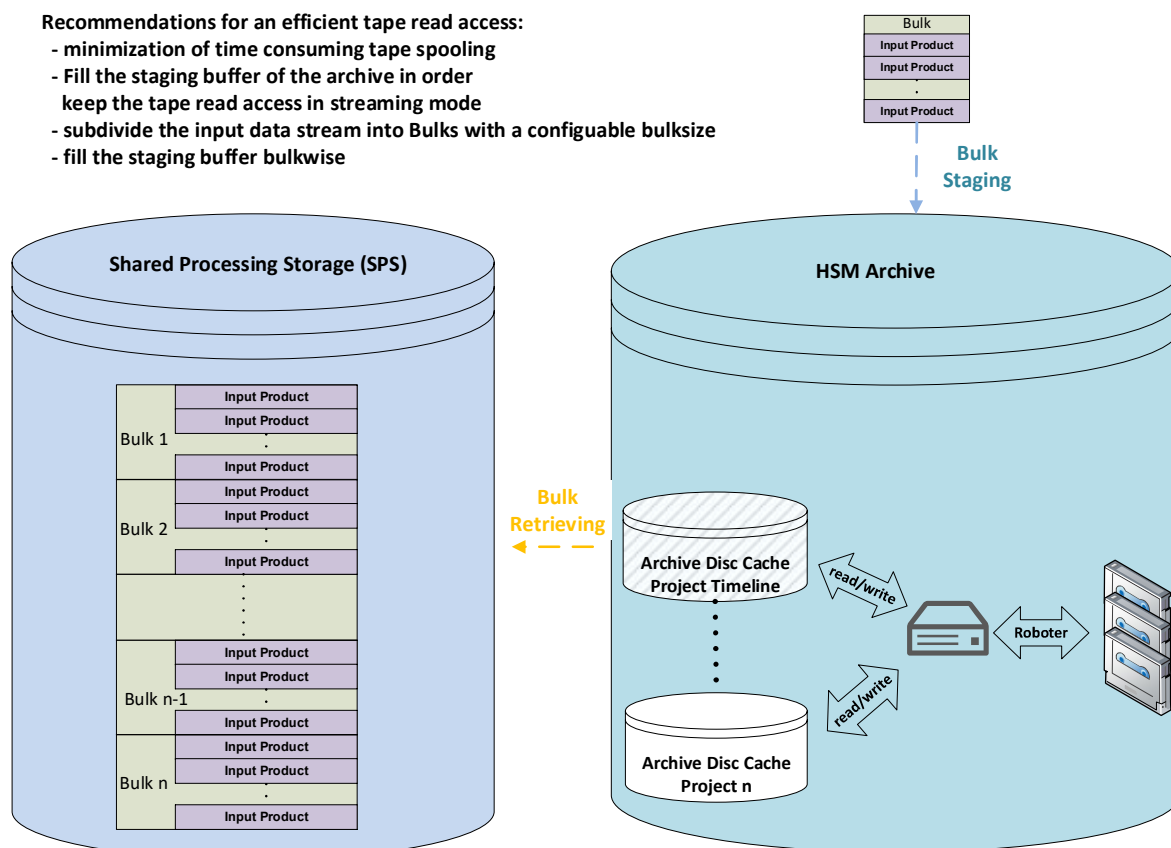 Recommendations for an efficient tape read access:
- minimization of time consuming tape spooling
- Fill the staging buffer of the archive in order
keep the tape read access in streaming mode
- subdivide the input data stream into Bulks with a configuable bulksize
- fill the staging buffer bulkwise
Bulk
Input Product
Input Product
.
Input Product
Bulk
Staging
Shared Processing Storage (SPS)
Bulk 1
Input Product
Input Product
.
.
Input Product
Bulk 2
Input Product
Input Product
.
.
Input Product
Bulk n-1
Input Product
Input Product
.
.
Input Product
Bulk n
Input Product
Input Product
.
.
Input Product
Bulk
Retrieving
HSM Archive
Archive Disc Cache
Project Timeline
read/write
Roboter
read/write
Archive Disc Cache
Project n